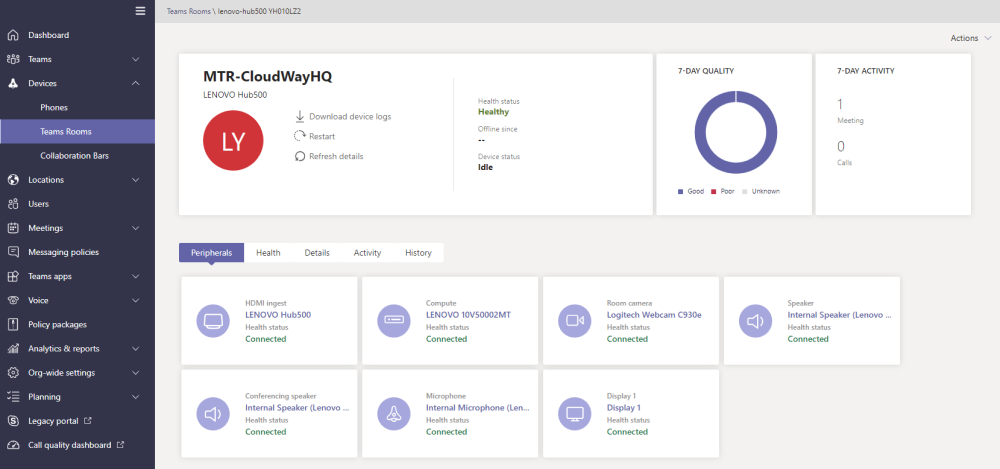 Teams Rooms \ lenovo-hub500 YH010LZ2
Dashboard
Teams
Devices
Phones
Teams Rooms
Collaboration Bars
Locations
Users
Meetings
Messaging policies
Teams apps
Voice
Policy packages
Analytics & reports
Org-wide settings
Planning
Legacy portal
Call quality dashboard
Actions
MTR-CloudWayHQ
LENOVO Hub500
LY
Download device logs
Restart
Refresh details
Health status
Healthy
Offline since
--
Device status
Idle
7-DAY QUALITY
Good Poor Unknown
7-DAY ACTIVITY
1
Meeting
0
Calls
Peripherals Health Details Activity History
HDMI ingest
LENOVO Hub500
Health status
Connected
Compute
LENOVO 10V50002MT
Health status
Connected
Room camera
Logitech Webcam C930e
Health status
Connected
Speaker
Internal Speaker (Lenovo ...
Health status
Connected
Conferencing speaker
Internal Speaker (Lenovo ...
Health status
Connected
Microphone
Internal Microphone (Len...
Health status
Connected
Display 1
Display 1
Health status
Connected